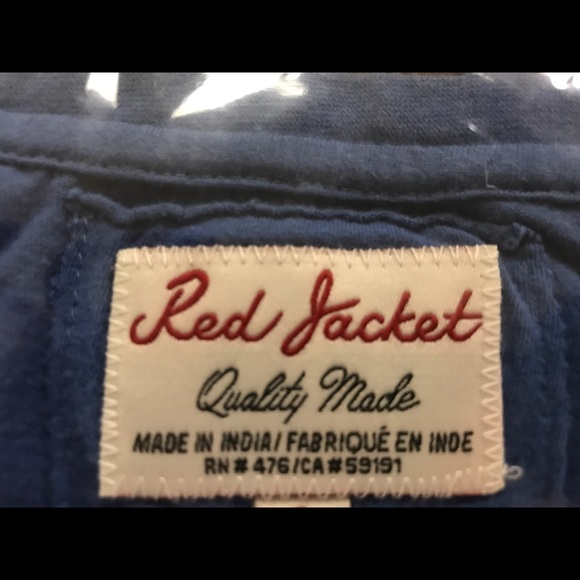 Red Jacket
Quality Made
MADE IN INDIA/FABRIQUÉ EN INDE
RN# 476/CA#59191